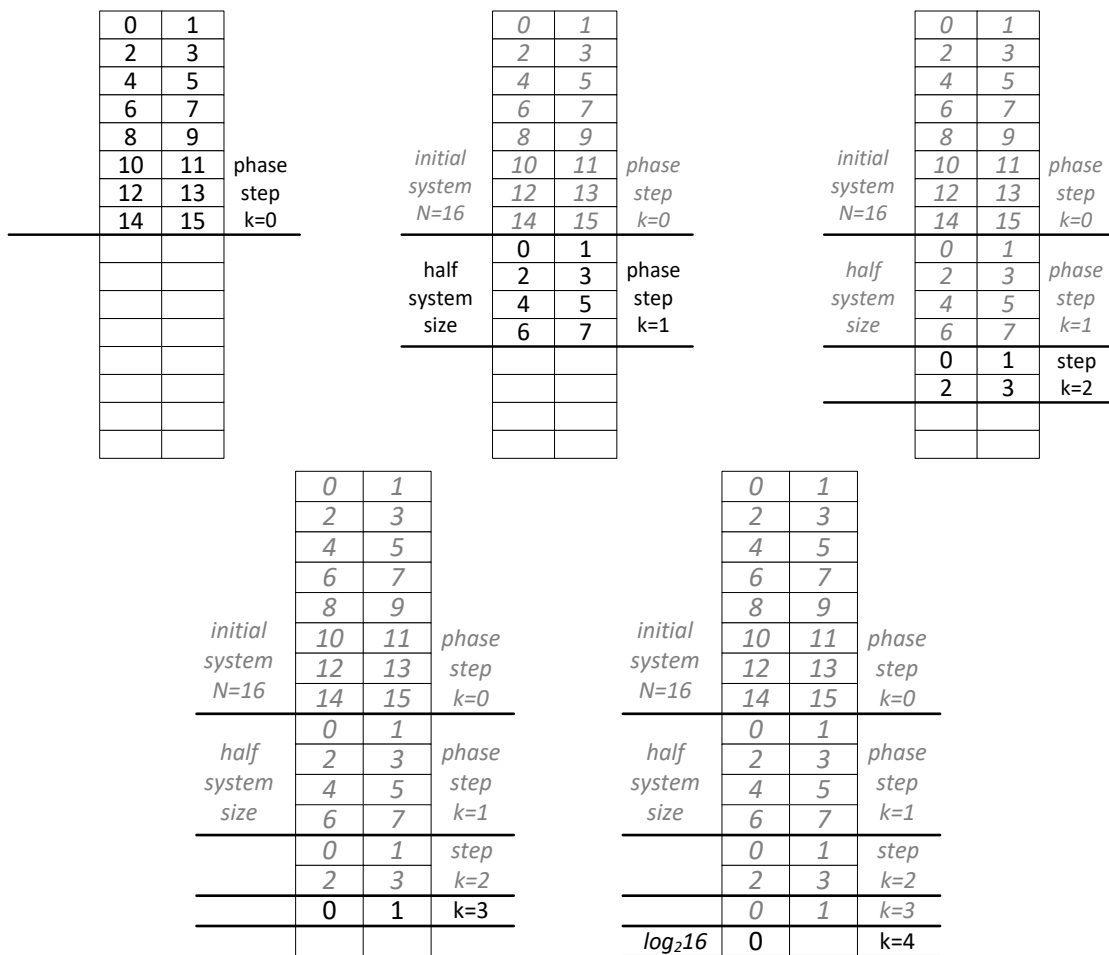 0 1
2 3
4 5
6 7
8 9
10 11 phase
12 13 step
14 15 k=0
0 1
2 3
4 5
6 7
8 9
initial 10 11 phase
system 12 13 step
N=16 14 15 k=0
half 0 1 phase
system 2 3 step
size 4 5 k=1
6 7
0 1
2 3
4 5
6 7
8 9
initial 10 11 phase
system 12 13 step
N=16 14 15 k=0
half 0 1 phase
system 2 3 step
size 4 5 k=1
6 7
0 1 step
2 3 k=2
0 1
2 3
4 5
6 7
8 9
initial 10 11 phase
system 12 13 step
N=16 14 15 k=0
0 1
half 2 3 phase
system 4 5 step
size 6 7 k=1
0 1 step
2 3 k=2
0 1 k=3
0 1
2 3
4 5
6 7
8 9
initial 10 11 phase
system 12 13 step
N=16 14 15 k=0
0 1
half 2 3 phase
system 4 5 step
size 6 7 k=1
0 1 step
2 3 k=2
0 1 k=3
log₂16 0 k=4